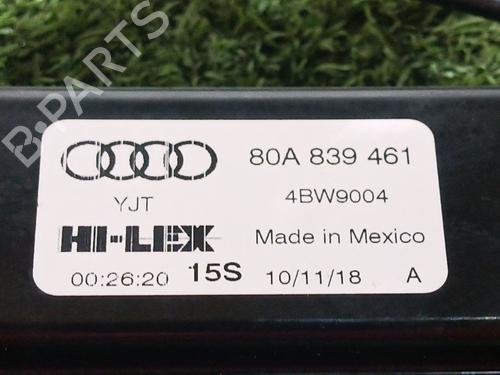 B-PARTS
80A 839 461
YJT
4BW9004
HI-LEX
Made in Mexico
00:26:20 15S 10/11/18 A